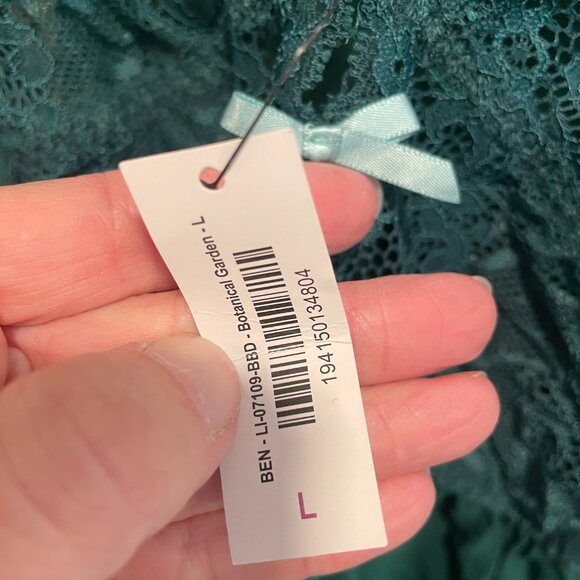 BEN - LI-07109-BBD - Botanical Garden - L
194150134804
L